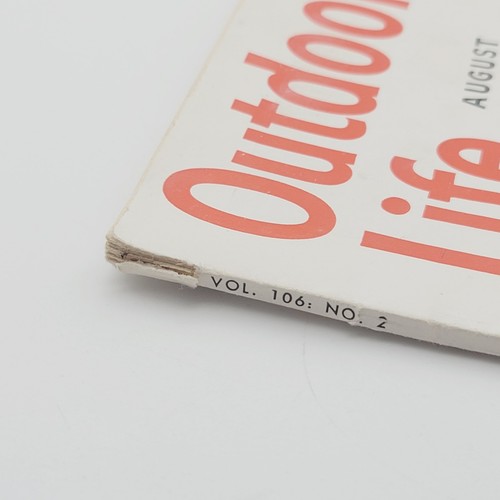 Outdoor
Life
AUGUST
VOL. 106: NO. 2